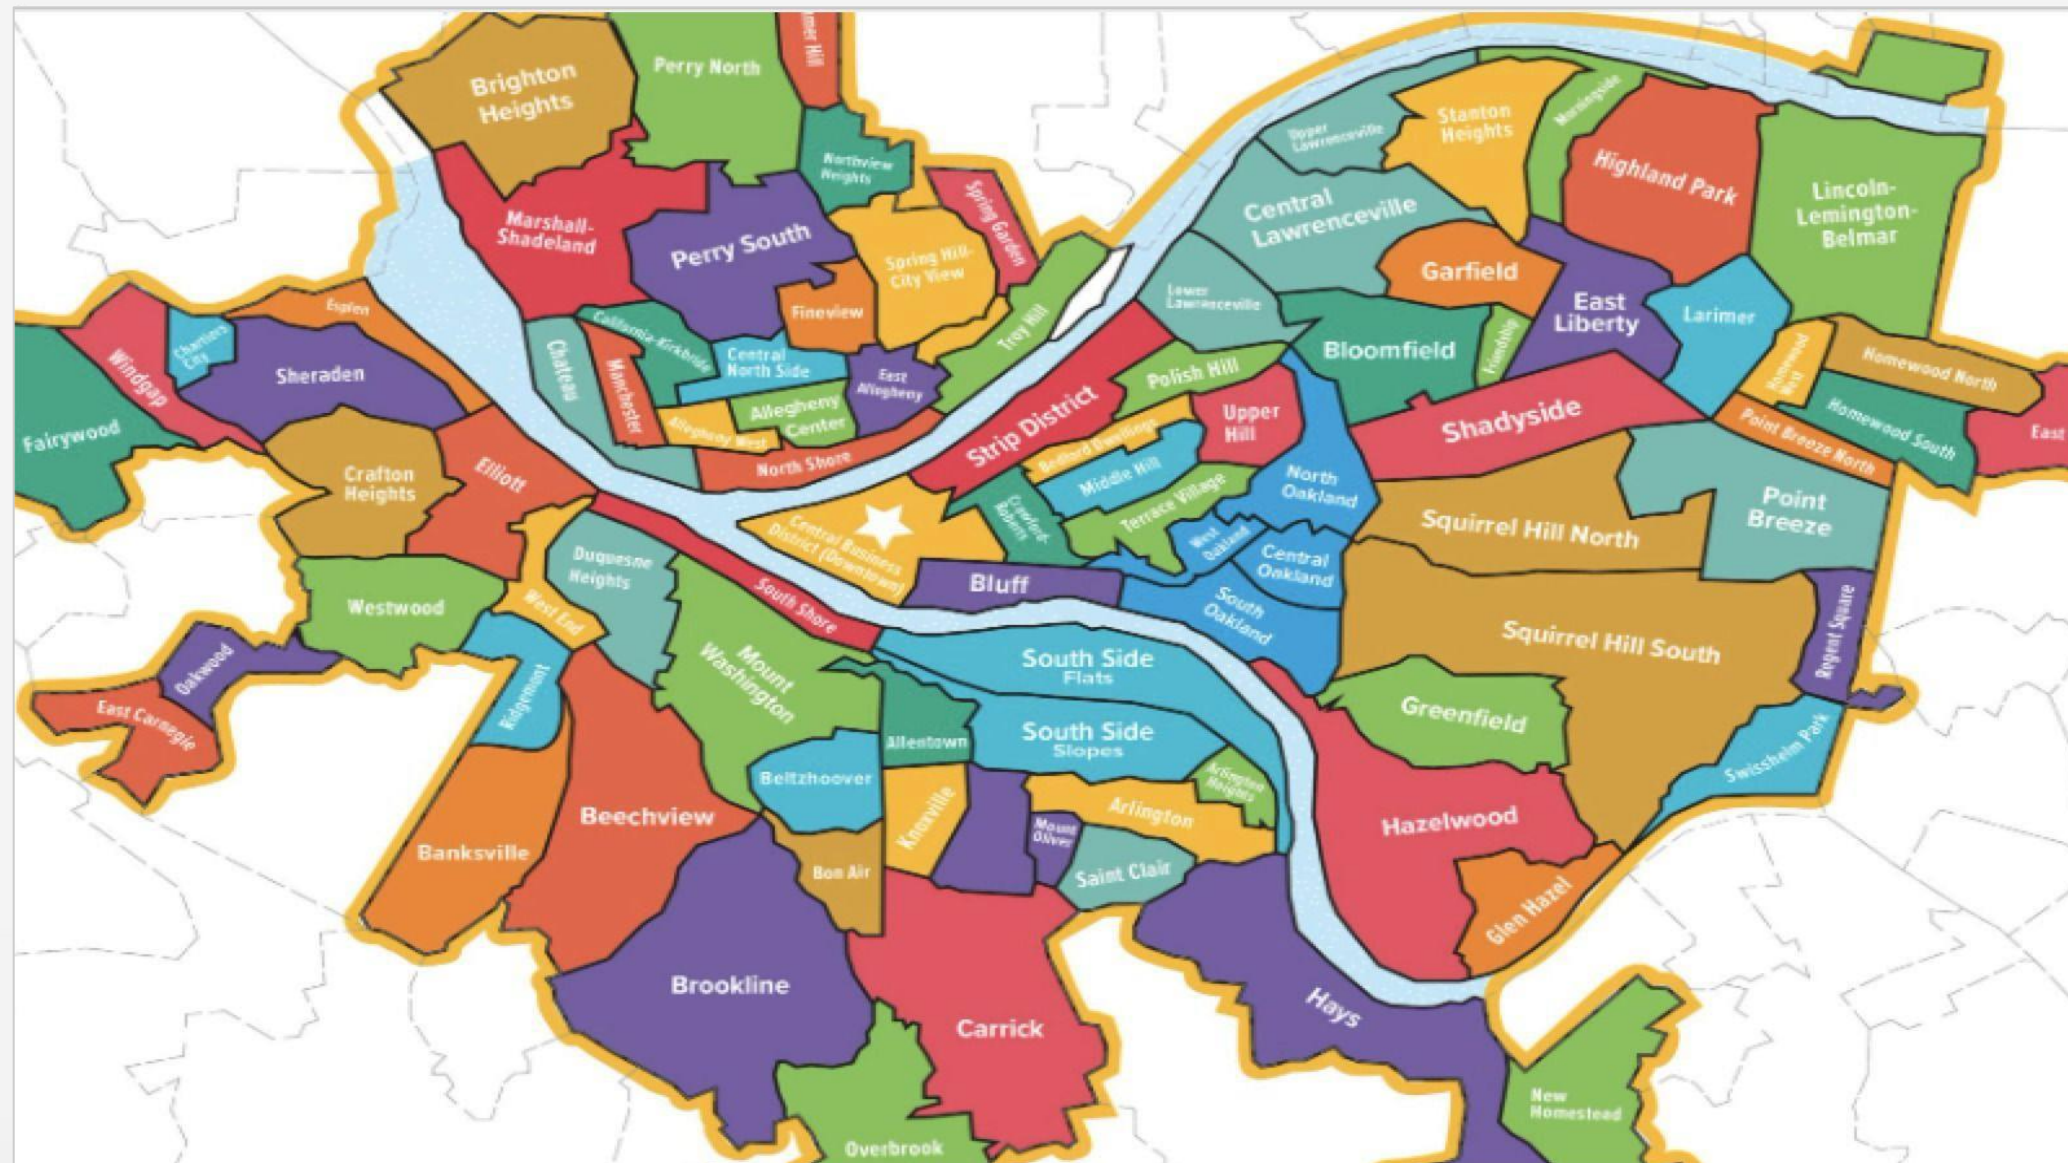 Brighton
Heights
Perry North
mmer Hill
Northview
Heights
Marshall-
Shadeland
Perry South
Spring Hill-
City View
Spring Garden
Fineview
Troy Hill
Esplen
Chartiers
City
Windgap
Sheraden
Fairywood
Chateau
Manchester
California-Kirkbride
Central
North Side
East
Allegheny
Allegheny
Center
Allegheny West
North Shore
Crafton
Heights
Elliott
Upper
Lawrenceville
Stanton
Heights
Morningside
Highland Park
Lincoln-
Lemington-
Belmar
Central
Lawrenceville
Garfield
Lower
Lawrenceville
East
Liberty
Larimer
Bloomfield
Friendship
Homewood
West
Homewood North
Homewood South
East
Point Breeze North
Polish Hill
Strip District
Upper
Hill
Shadyside
Bedford Dwellings
Middle Hill
Terrace Village
Crawford-
Roberts
North
Oakland
West
Oakland
Central
Oakland
South
Oakland
Squirrel Hill North
Point
Breeze
Central Business
District (Downtown)
Bluff
South Shore
Duquesne
Heights
West End
Westwood
Oakwood
East Carnegie
Ridgemont
Mount
Washington
South Side
Flats
South Side
Slopes
Squirrel Hill South
Regent Square
Greenfield
Swisshelm Park
Allentown
Beltzhoover
Knoxville
Arlington
Heights
Arlington
Mount
Oliver
Saint Clair
Beechview
Banksville
Bon Air
Hazelwood
Glen Hazel
Brookline
Carrick
Hays
New
Homestead
Overbrook